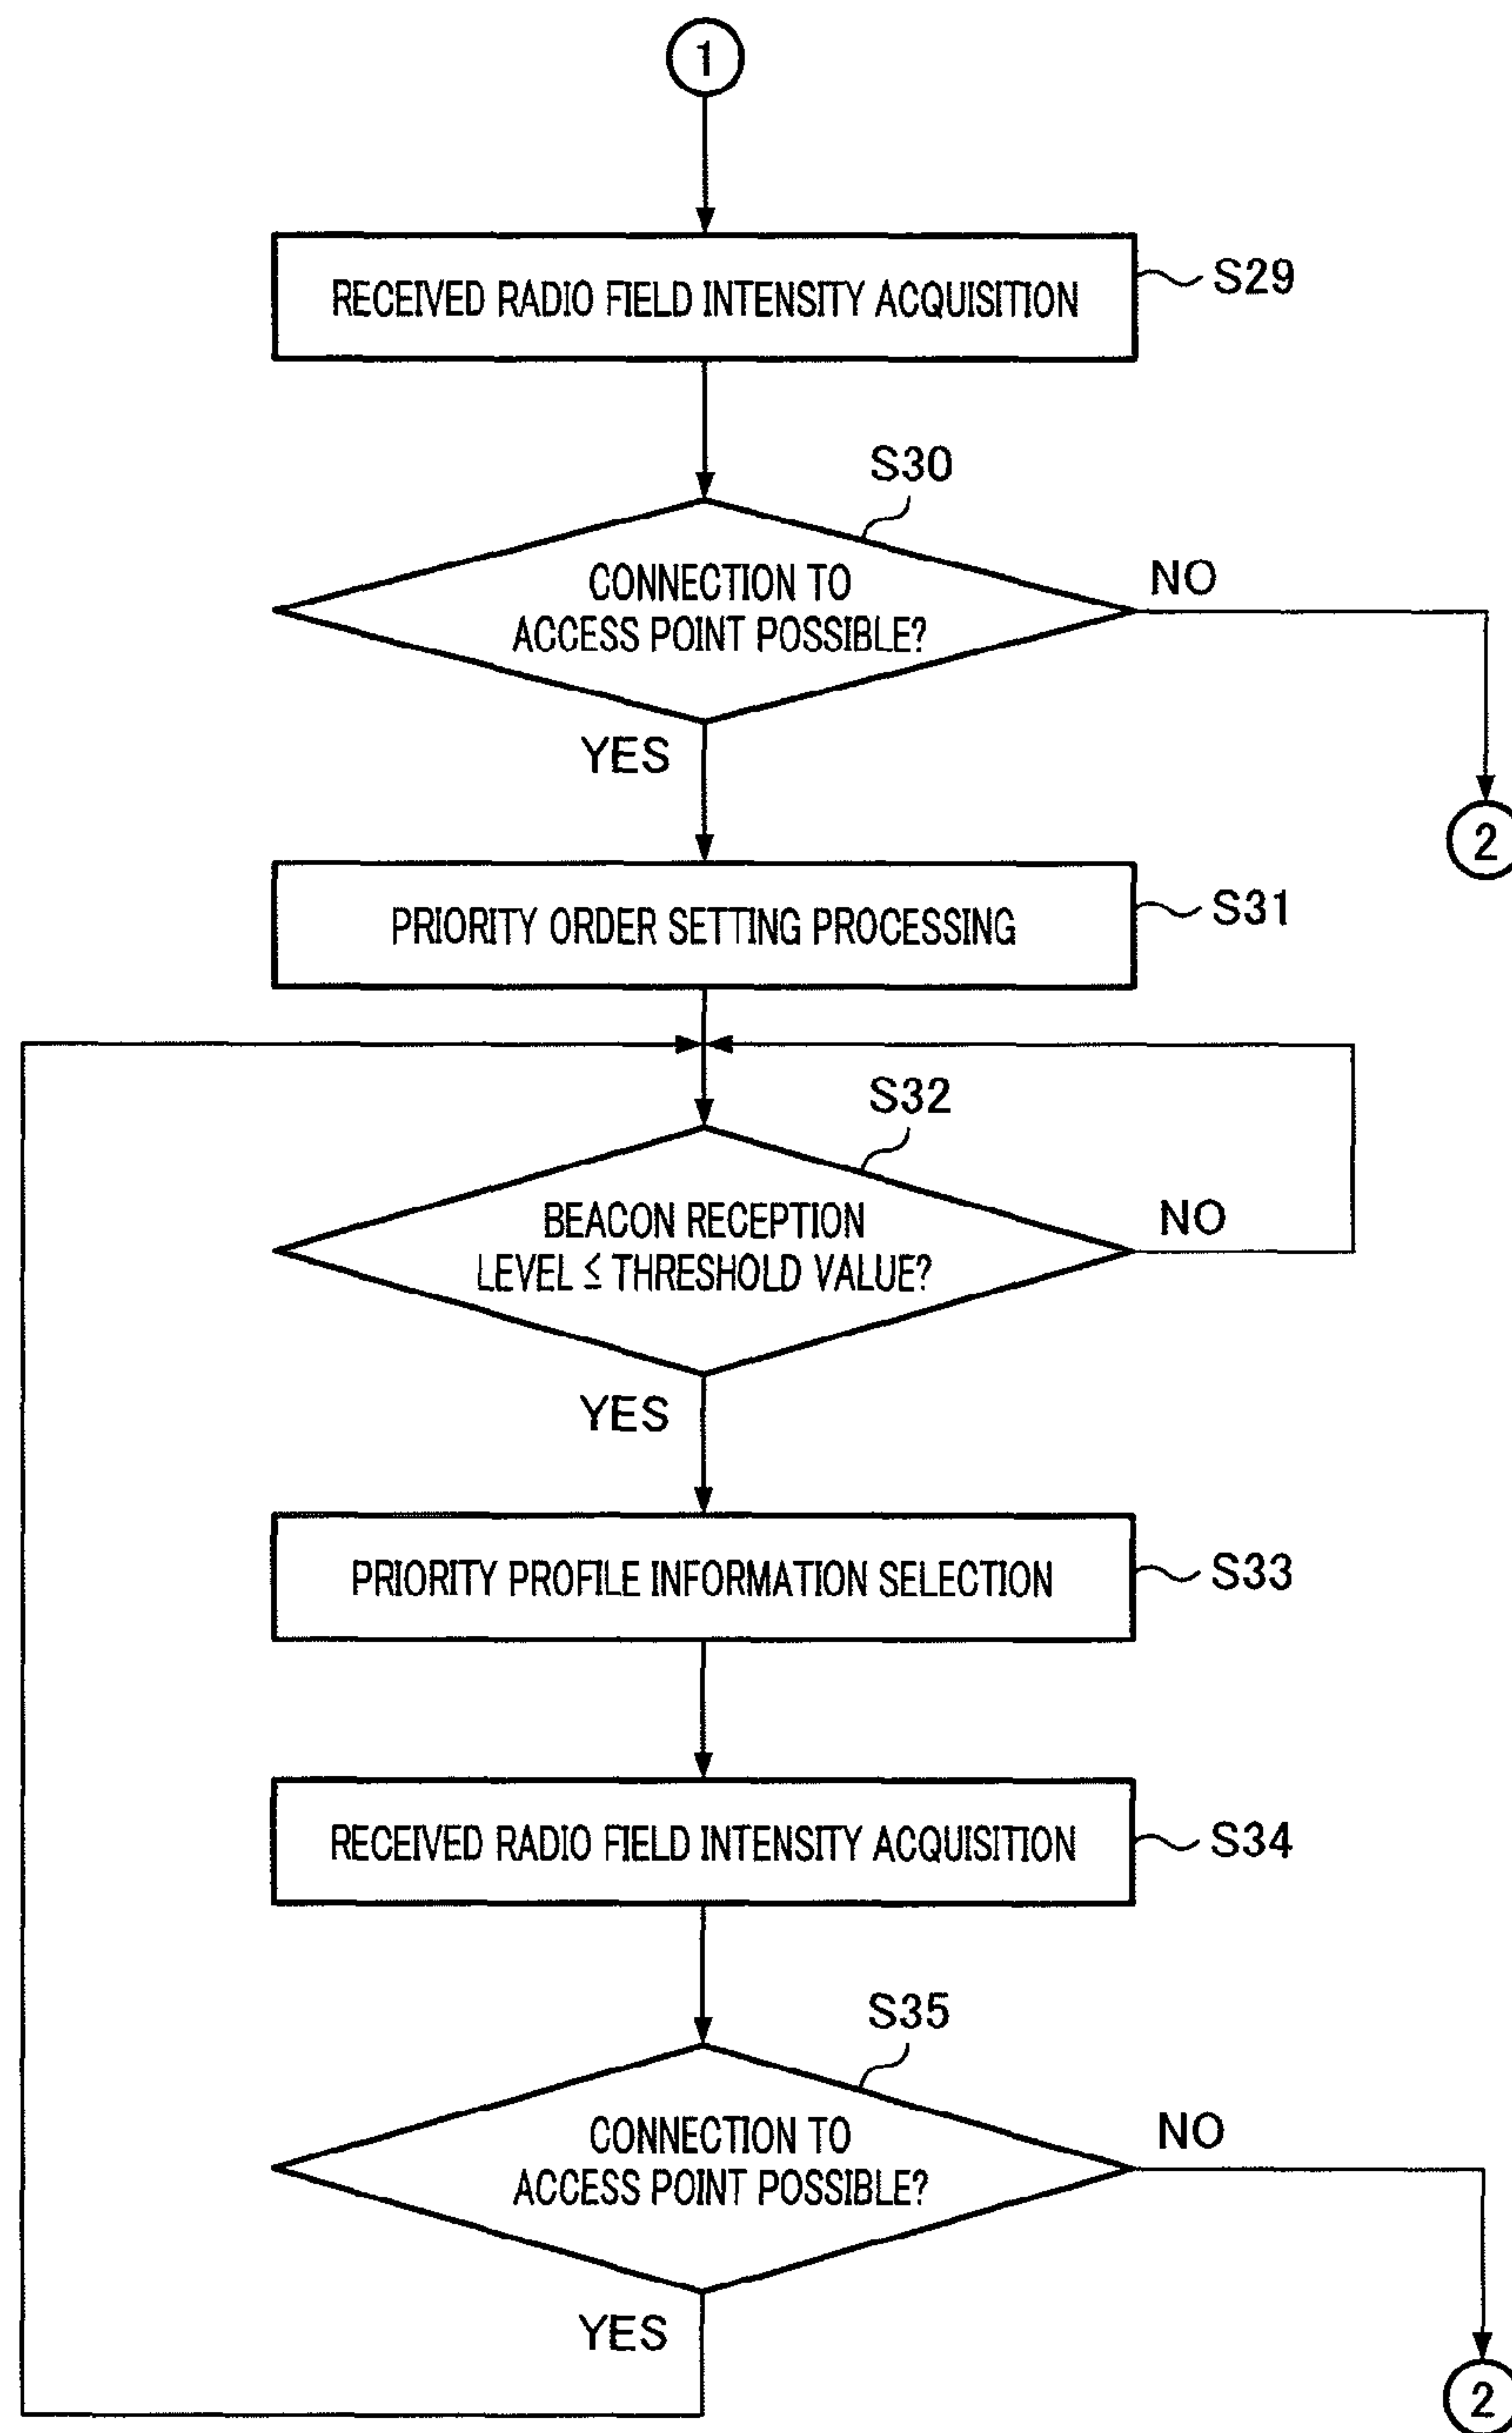 1
RECEIVED RADIO FIELD INTENSITY ACQUISITION
S29
S30
CONNECTION TO
ACCESS POINT POSSIBLE?
NO
YES
2
PRIORITY ORDER SETTING PROCESSING
S31
S32
BEACON RECEPTION
LEVEL ≤ THRESHOLD VALUE?
NO
YES
PRIORITY PROFILE INFORMATION SELECTION
S33
RECEIVED RADIO FIELD INTENSITY ACQUISITION
S34
S35
CONNECTION TO
ACCESS POINT POSSIBLE?
NO
YES
2